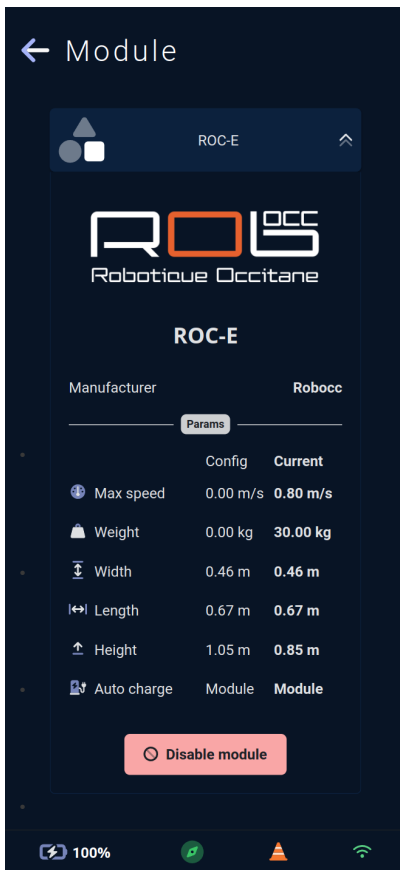 Module
ROC-E
ROB OCC
Robotique Occitane
ROC-E
Manufacturer Robocc
Params
Config Current
Max speed 0.00 m/s 0.80 m/s
Weight 0.00 kg 30.00 kg
Width 0.46 m 0.46 m
Length 0.67 m 0.67 m
Height 1.05 m 0.85 m
Auto charge Module Module
Disable module
100%